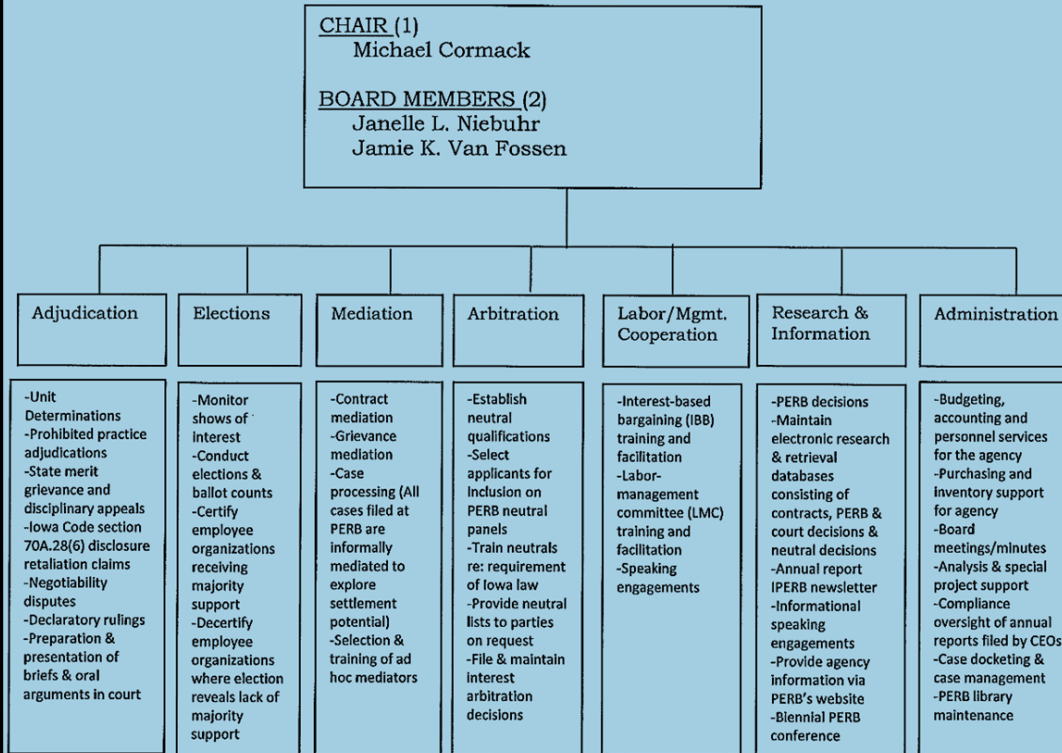 CHAIR (1)
Michael Cormack
BOARD MEMBERS (2)
Janelle L. Niebuhr
Jamie K. Van Fossen
Adjudication
-Unit
Determinations
-Prohibited practice
adjudications
-State merit
grievance and
disciplinary appeals
-Iowa Code section
70A.28(6) disclosure
retaliation claims
-Negotiability
disputes
-Declaratory rulings
-Preparation &
presentation of
briefs & oral
arguments in court
Elections
-Monitor
shows of
interest
-Conduct
elections &
ballot counts
-Certify
employee
organizations
receiving
majority
support
-Decertify
employee
organizations
where election
reveals lack of
majority
support
Mediation
-Contract
mediation
-Grievance
mediation
-Case
processing (All
cases filed at
PERB are
informally
mediated to
explore
settlement
potential)
-Selection &
training of ad
hoc mediators
Arbitration
-Establish
neutral
qualifications
-Select
applicants for
Inclusion on
PERB neutral
panels
-Train neutrals
re: requirement
of Iowa law
-Provide neutral
lists to parties
on request
-File & maintain
interest
arbitration
decisions
Labor/Mgmt.
Cooperation
-Interest-based
bargaining (IBB)
training and
facilitation
-Labor-
management
committee (LMC)
training and
facilitation
-Speaking
engagements
Research &
Information
-PERB decisions
-Maintain
electronic research
& retrieval
databases
consisting of
contracts, PERB &
court decisions &
neutral decisions
-Annual report
IPERB newsletter
-Informational
speaking
engagements
-Provide agency
information via
PERB's website
-Biennial PERB
conference
Administration
-Budgeting,
accounting and
personnel services
for the agency
-Purchasing and
inventory support
for agency
-Board
meetings/minutes
-Analysis & special
project support
-Compliance
oversight of annual
reports filed by CEOs
-Case docketing &
case management
-PERB library
maintenance